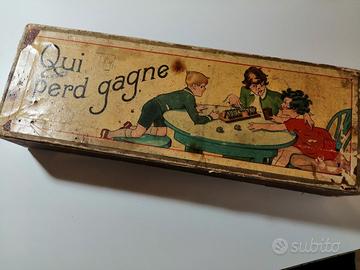 Qui
perd gagne
subito